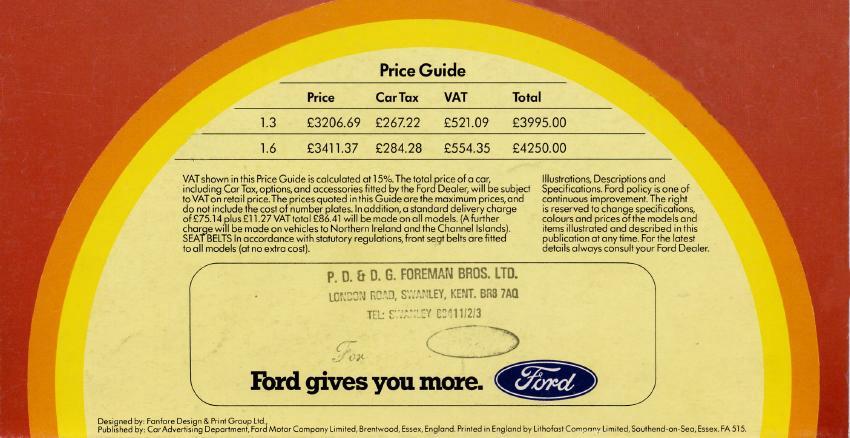 Price Guide
Price Car Tax VAT Total
1.3 £3206.69 £267.22 £521.09 £3995.00
1.6 £3411.37 £284.28 £554.35 £4250.00
VAT shown in this Price Guide is calculated at 15%. The total price of a car,
including Car Tax, options, and accessories fitted by the Ford Dealer, will be subject
to VAT on retail price. The prices quoted in this Guide are the maximum prices, and
do not include the cost of number plates. In addition, a standard delivery charge
of £75.14 plus £11.27 VAT total £86.41 will be made on all models. (A further
charge will be made on vehicles to Northern Ireland and the Channel Islands).
SEAT BELTS In accordance with statutory regulations, front seat belts are fitted
to all models (at no extra cost).
Illustrations, Descriptions and
Specifications. Ford policy is one of
continuous improvement. The right
is reserved to change specifications,
colours and prices of the models and
items illustrated and described in this
publication at any time. For the latest
details always consult your Ford Dealer.
P. D. & D. G. FOREMAN BROS. LTD.
LONDON ROAD, SWANLEY, KENT. BR8 7AQ
TEL: SWANLEY
For
Ford gives you more. Ford
Designed by: Fanfare Design & Print Group Ltd.,
Published by: Car Advertising Department, Ford Motor Company Limited, Brentwood, Essex, England. Printed in England by Lithofast Company Limited, Southend-on-Sea, Essex. FA 515.